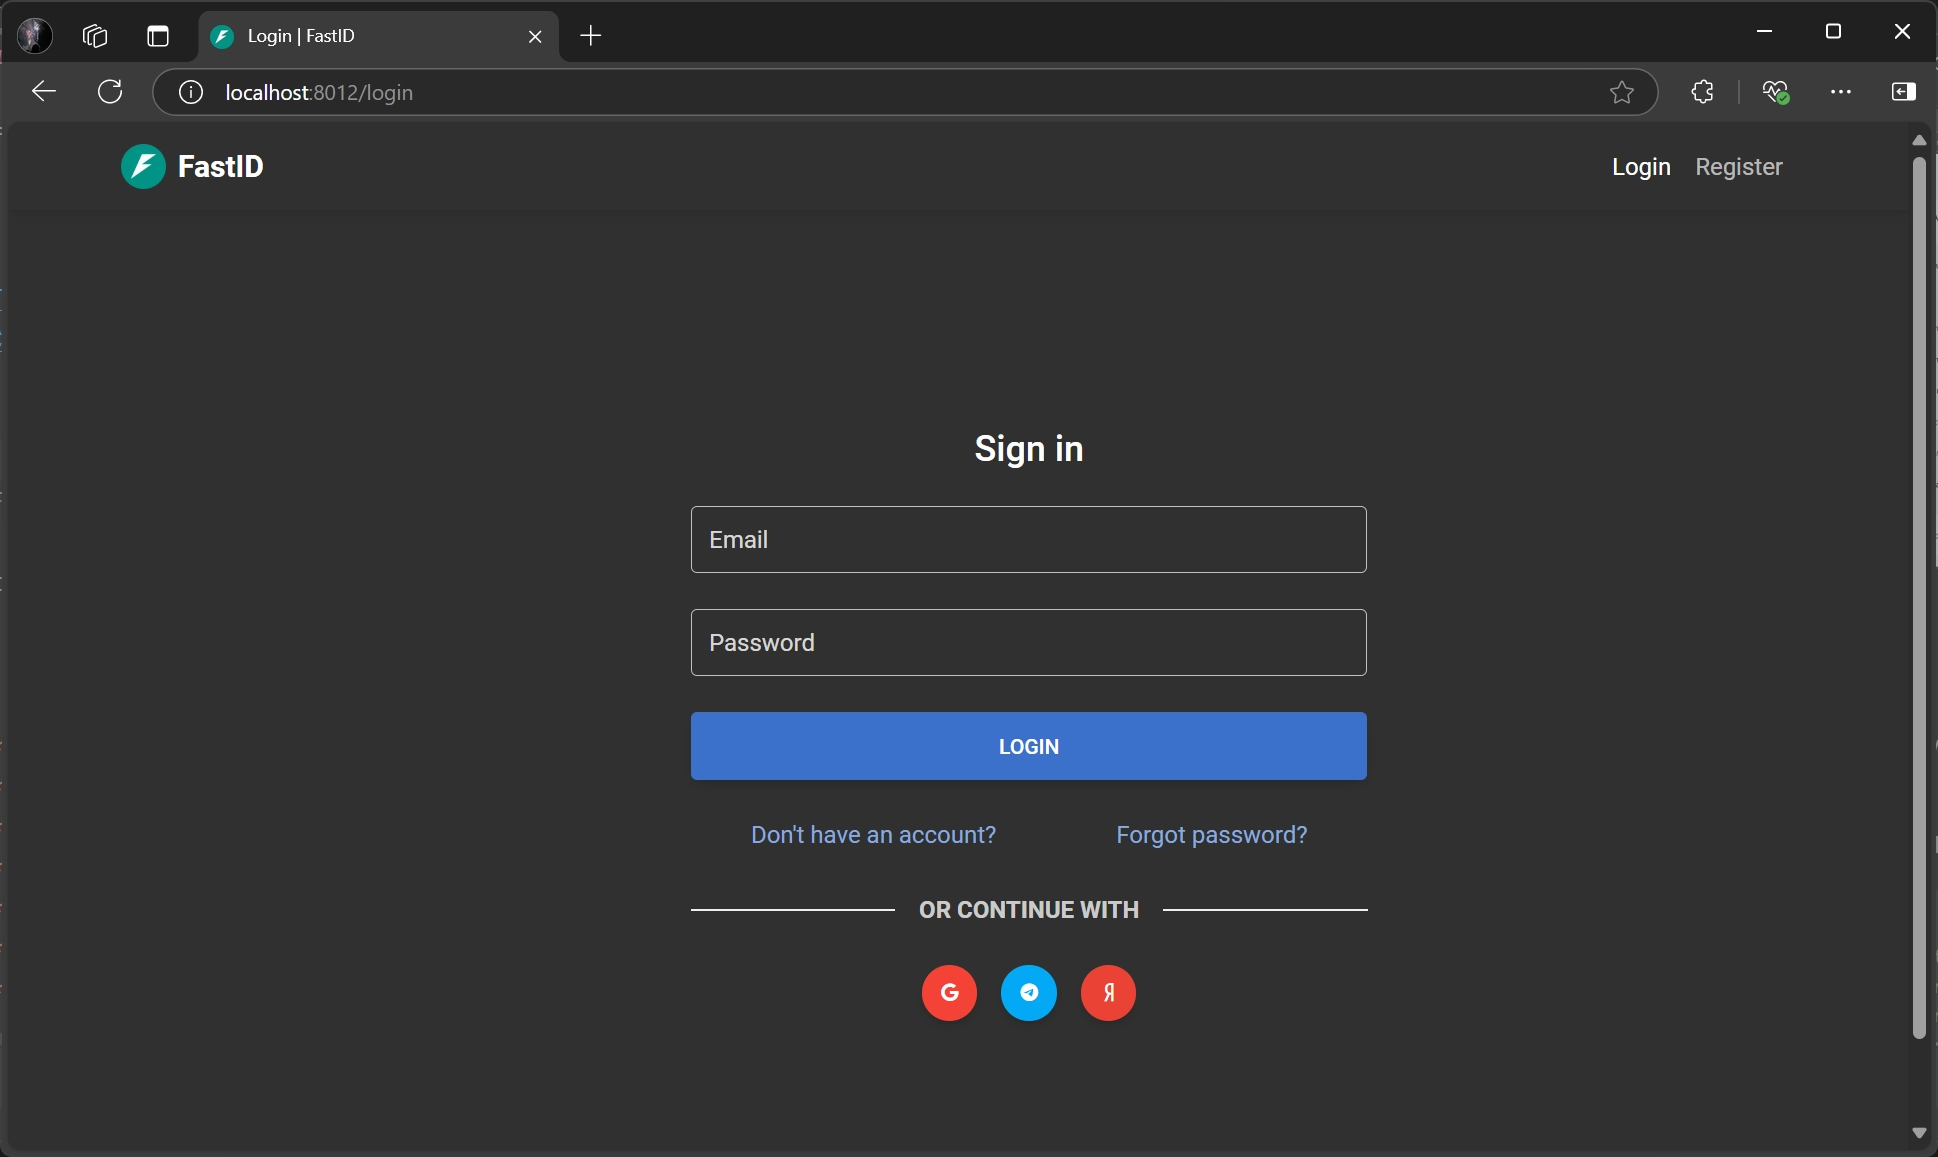 Login | FastID
localhost:8012/login
FastID
Login Register
Sign in
Email
Password
LOGIN
Don't have an account? Forgot password?
OR CONTINUE WITH
G Я